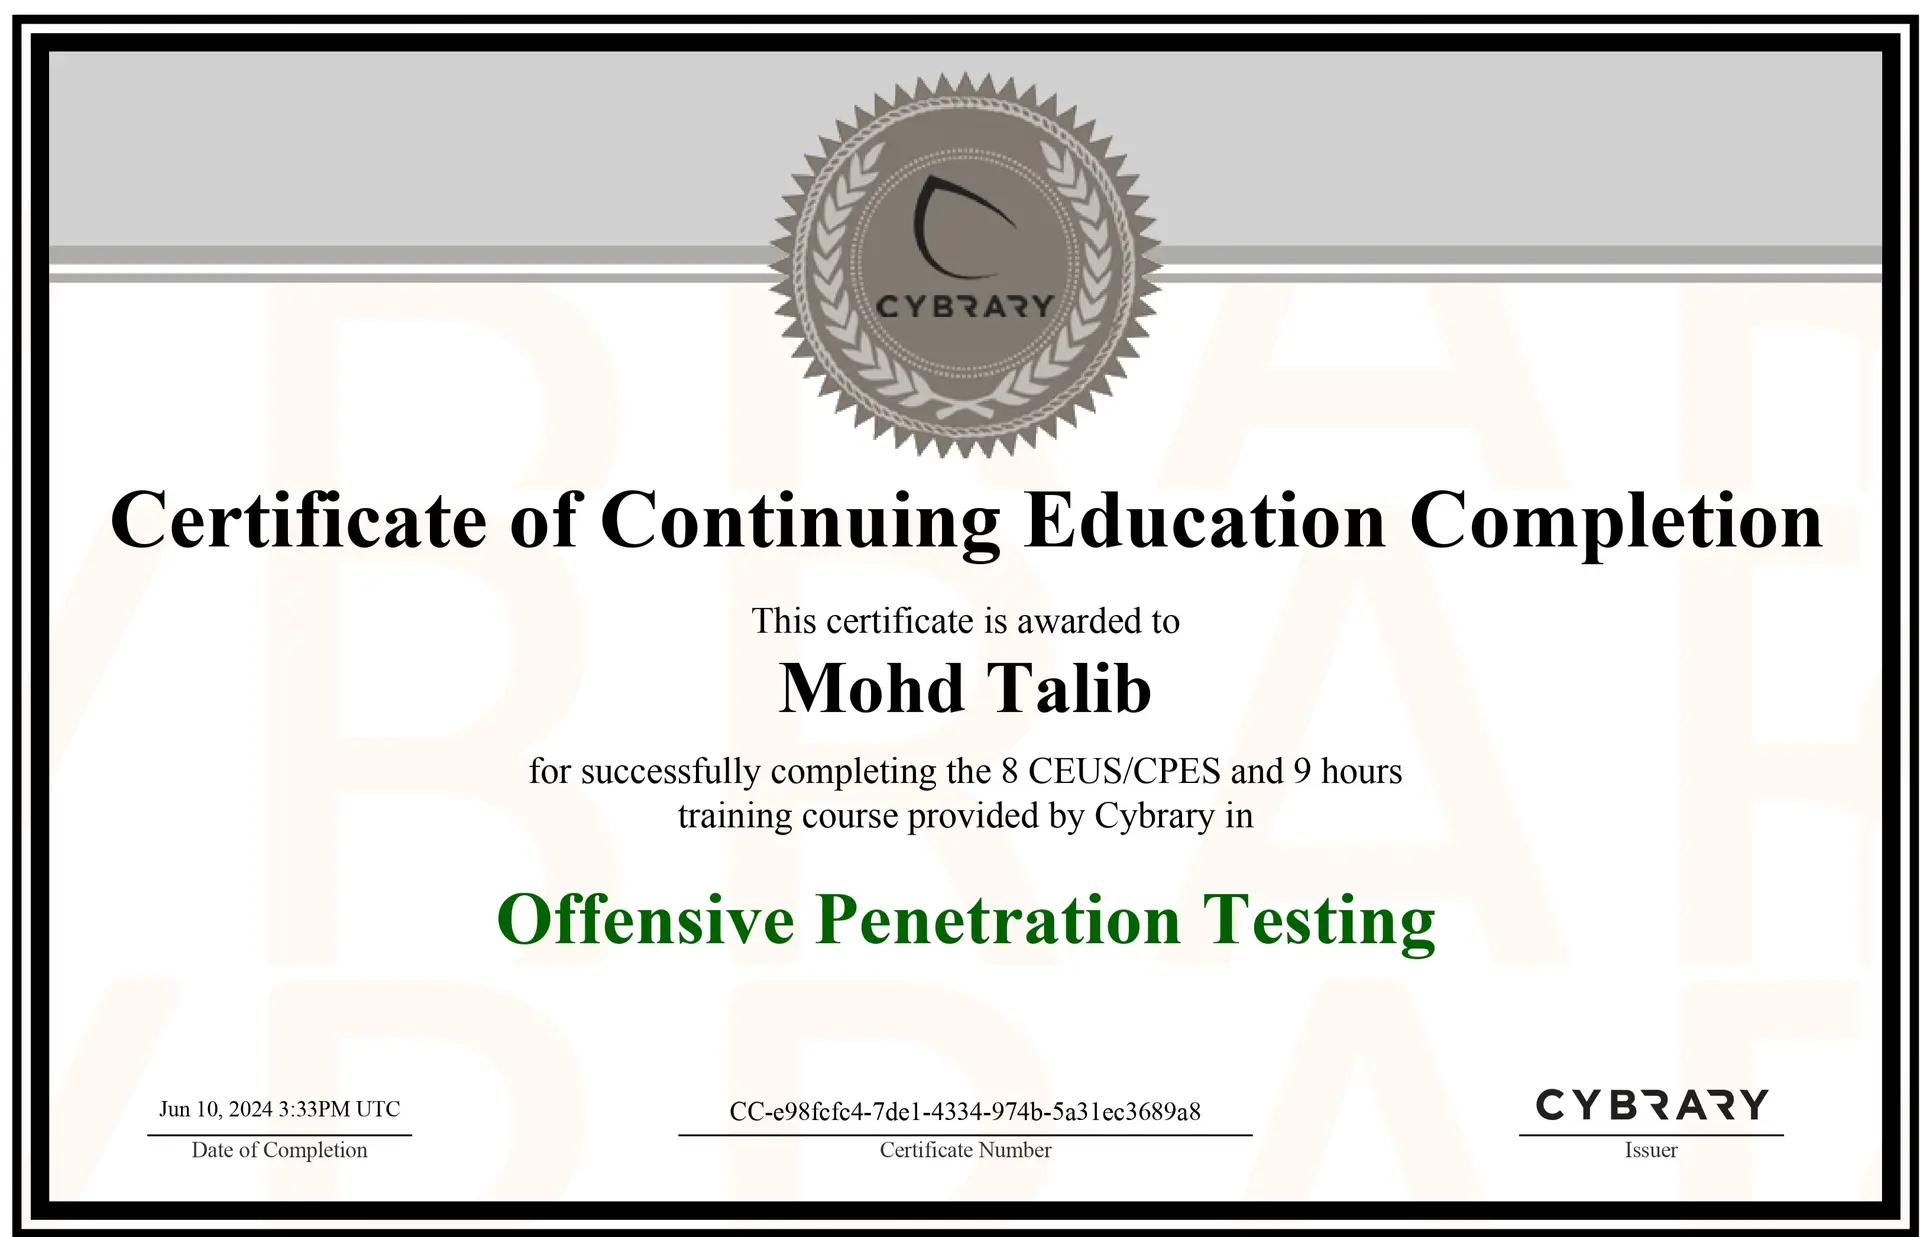 CYBRARY
Certificate of Continuing Education Completion
This certificate is awarded to
Mohd Talib
for successfully completing the 8 CEUS/CPES and 9 hours
training course provided by Cybrary in
Offensive Penetration Testing
Jun 10, 2024 3:33PM UTC
Date of Completion
CC-e98fcfc4-7de1-4334-974b-5a31ec3689a8
Certificate Number
CYBRARY
Issuer